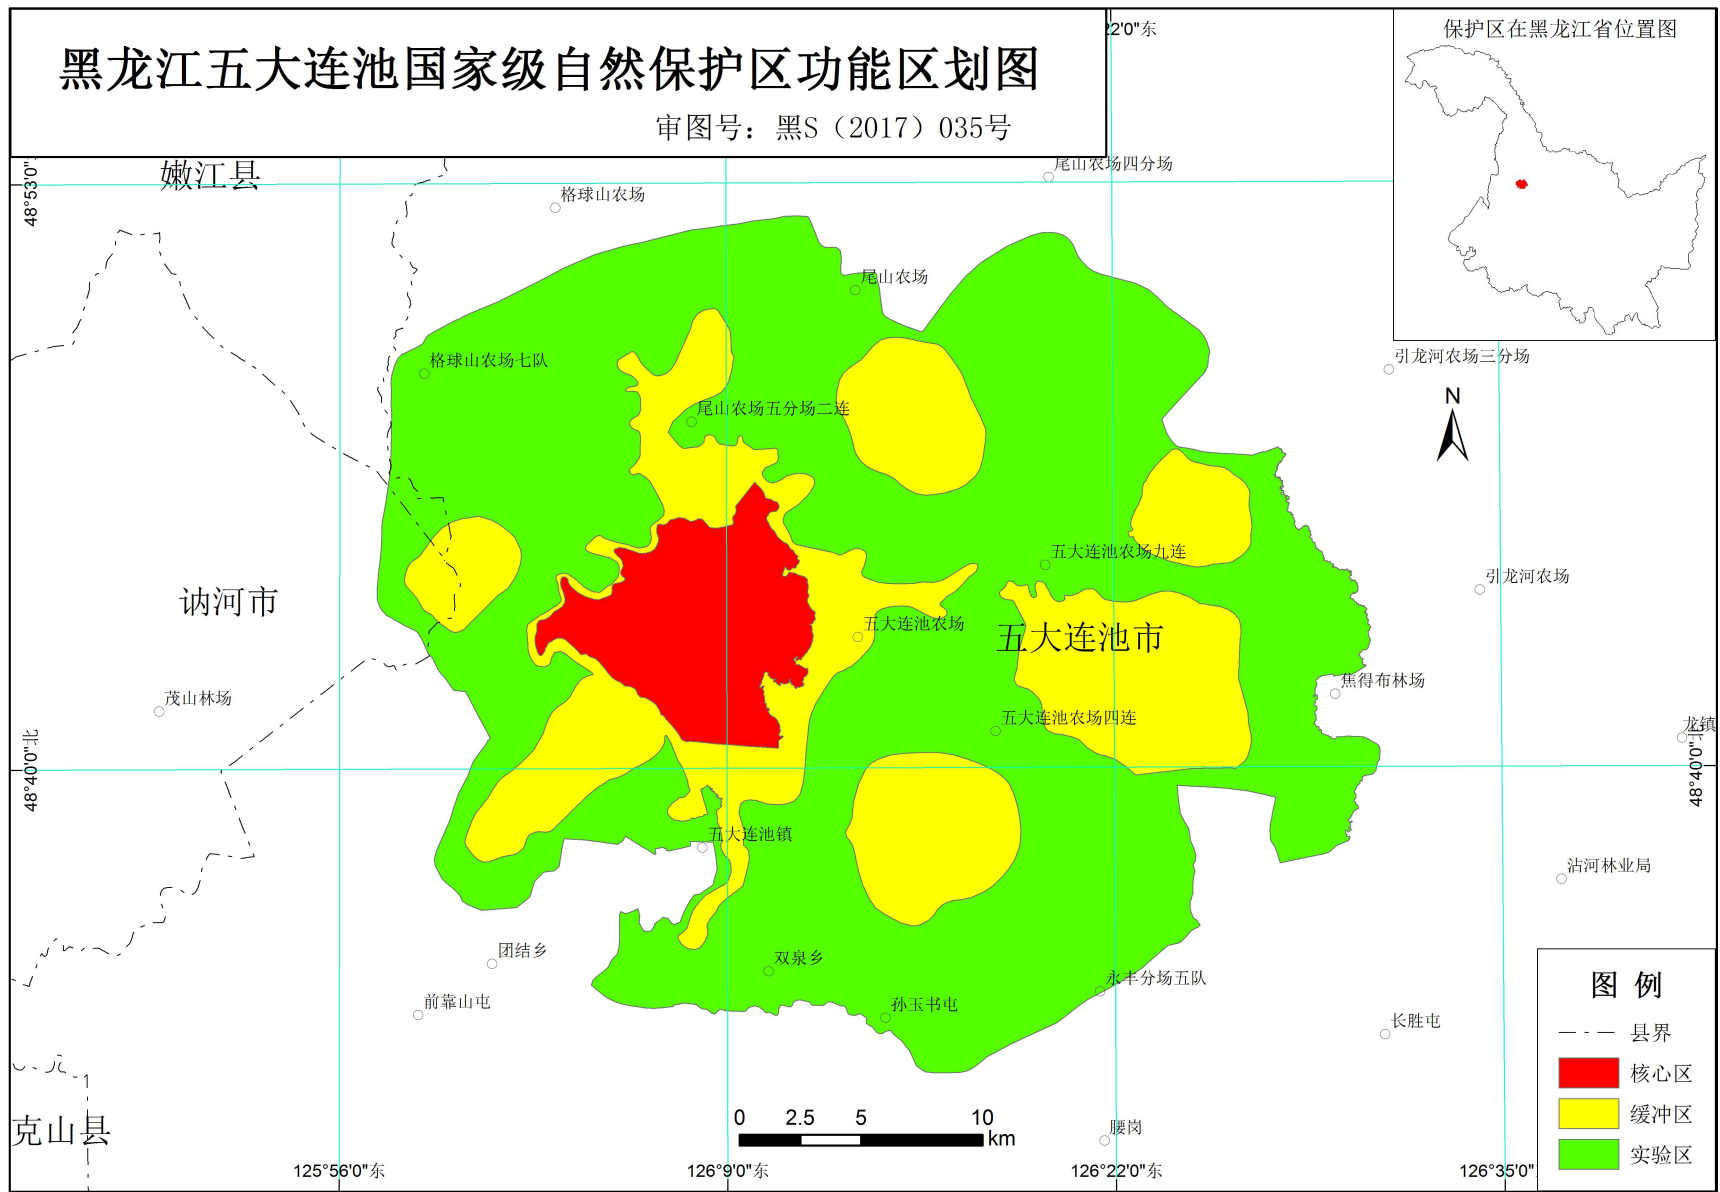 黑龙江五大连池国家级自然保护区功能区划图
审图号：黑S（2017）035号
22'0"东
保护区在黑龙江省位置图
嫩江县
48°53'0"
格球山农场
尾山农场四分场
尾山农场
格球山农场七队
引龙河农场三分场
N
尾山农场五分场二连
五大连池农场九连
引龙河农场
讷河市
五大连池农场
五大连池市
茂山林场
焦得布林场
五大连池农场四连
龙镇
48°40'0"北
48°40'0"北
五大连池镇
沾河林业局
团结乡
双泉乡
永丰分场五队
前靠山屯
孙玉书屯
长胜屯
图 例
县界
核心区
缓冲区
实验区
克山县
0 2.5 5 10
km
腰岗
125°56'0"东
126°9'0"东
126°22'0"东
126°35'0"